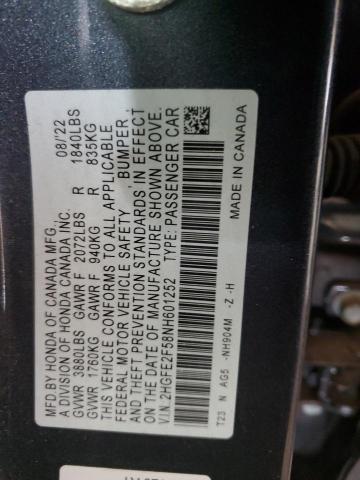 MFD.BY HONDA OF CANADA MFG., 08/22
A DIVISION OF HONDA CANADA INC.
GVWR 3880LBS GAWR F 2072LBS R 1840LBS
GVWR 1760KG GAWR F 940KG R 835KG
THIS VEHICLE CONFORMS TO ALL APPLICABLE
FEDERAL MOTOR VEHICLE SAFETY, BUMPER,
AND THEFT PREVENTION STANDARDS IN EFFECT
ON THE DATE OF MANUFACTURE SHOWN ABOVE.
V.I.N.:2HGFE2F58NH601252 TYPE: PASSENGER CAR
MADE IN CANADA
T23 N AG5 -NH904M -Z -H